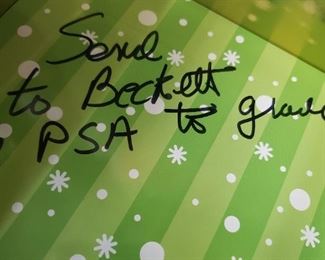 Send
to Beckett to grade
PSA